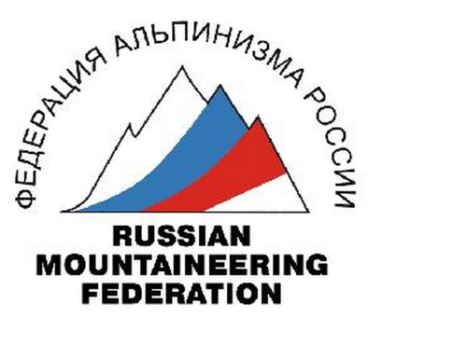 ФЕДЕРАЦИЯ АЛЬПИНИЗМА РОССИИ
RUSSIAN
MOUNTAINEERING
FEDERATION